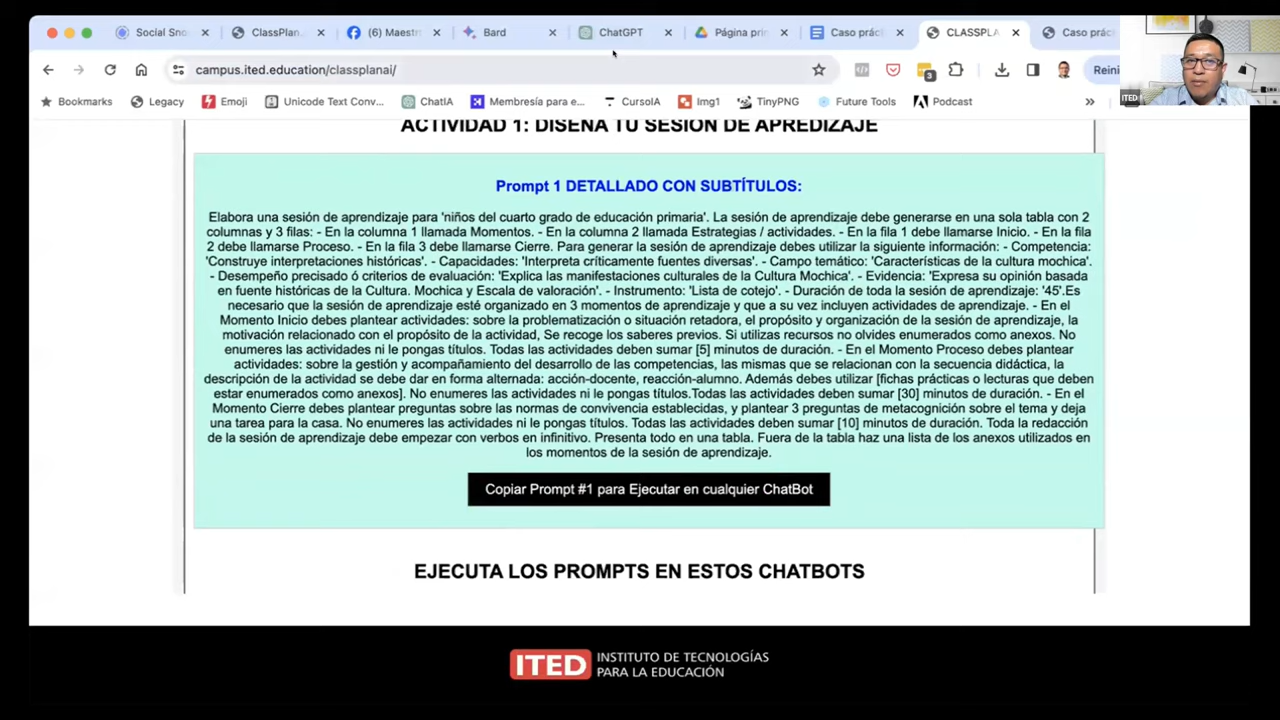 Social Sno
ClassPlan.
(6) Maestr
Bard
ChatGPT
Página prin
Caso prác
CLASSPLA
Caso prác
campus.ited.education/classplanai/
3
Reini
ITED
Bookmarks
Legacy
Emoji
Unicode Text Conv...
ChatIA
Membresía para e...
CursoIA
Img1
TinyPNG
Future Tools
Podcast
ACTIVIDAD 1: DISEÑA TU SESIÓN DE APREDIZAJE
Prompt 1 DETALLADO CON SUBTÍTULOS:
Elabora una sesión de aprendizaje para 'niños del cuarto grado de educación primaria'. La sesión de aprendizaje debe generarse en una sola tabla con 2
columnas y 3 filas: - En la columna 1 llamada Momentos. - En la columna 2 llamada Estrategias / actividades. - En la fila 1 debe llamarse Inicio. - En la fila
2 debe llamarse Proceso. - En la fila 3 debe llamarse Cierre. Para generar la sesión de aprendizaje debes utilizar la siguiente información: - Competencia:
'Construye interpretaciones históricas'. - Capacidades: 'Interpreta críticamente fuentes diversas'. - Campo temático: 'Características de la cultura mochica'.
- Desempeño precisado ó criterios de evaluación: 'Explica las manifestaciones culturales de la Cultura Mochica'. - Evidencia: 'Expresa su opinión basada
en fuente históricas de la Cultura. Mochica y Escala de valoración'. - Instrumento: 'Lista de cotejo'. - Duración de toda la sesión de aprendizaje: '45'.Es
necesario que la sesión de aprendizaje esté organizado en 3 momentos de aprendizaje y que a su vez incluyen actividades de aprendizaje. - En el
Momento Inicio debes plantear actividades: sobre la problematización o situación retadora, el propósito y organización de la sesión de aprendizaje, la
motivación relacionado con el propósito de la actividad, Se recoge los saberes previos. Si utilizas recursos no olvides enumerados como anexos. No
enumeres las actividades ni le pongas títulos. Todas las actividades deben sumar [5] minutos de duración. - En el Momento Proceso debes plantear
actividades: sobre la gestión y acompañamiento del desarrollo de las competencias, las mismas que se relacionan con la secuencia didáctica, la
descripción de la actividad se debe dar en forma alternada: acción-docente, reacción-alumno. Además debes utilizar [fichas prácticas o lecturas que deben
estar enumerados como anexos]. No enumeres las actividades ni le pongas títulos.Todas las actividades deben sumar [30] minutos de duración. - En el
Momento Cierre debes plantear preguntas sobre las normas de convivencia establecidas, y plantear 3 preguntas de metacognición sobre el tema y deja
una tarea para la casa. No enumeres las actividades ni le pongas títulos. Todas las actividades deben sumar [10] minutos de duración. Toda la redacción
de la sesión de aprendizaje debe empezar con verbos en infinitivo. Presenta todo en una tabla. Fuera de la tabla haz una lista de los anexos utilizados en
los momentos de la sesión de aprendizaje.
Copiar Prompt #1 para Ejecutar en cualquier ChatBot
EJECUTA LOS PROMPTS EN ESTOS CHATBOTS
ITED
INSTITUTO DE TECNOLOGÍAS
PARA LA EDUCACIÓN